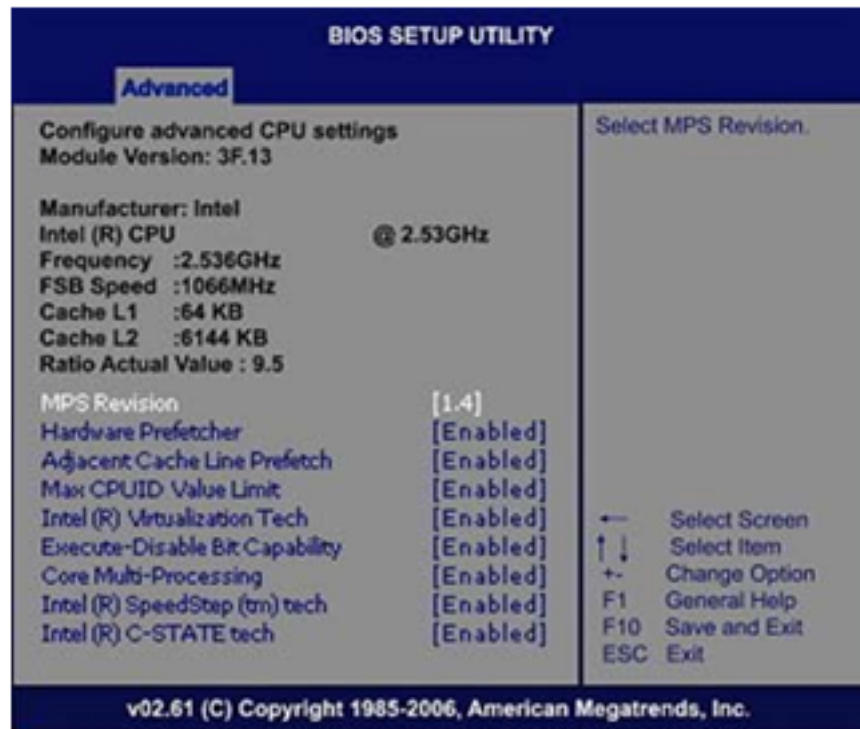 BIOS SETUP UTILITY
Advanced
Configure advanced CPU settings
Module Version: 3F.13
Manufacturer: Intel
Intel (R) CPU @ 2.53GHz
Frequency :2.536GHz
FSB Speed :1066MHz
Cache L1 :64 KB
Cache L2 :6144 KB
Ratio Actual Value : 9.5
MPS Revision [1.4]
Hardware Prefetcher [Enabled]
Adjacent Cache Line Prefetch [Enabled]
Max CPUID Value Limit [Enabled]
Intel (R) Virtualization Tech [Enabled]
Execute-Disable Bit Capability [Enabled]
Core Multi-Processing [Enabled]
Intel (R) SpeedStep (tm) tech [Enabled]
Intel (R) C-STATE tech [Enabled]
Select MPS Revision.
← Select Screen
↑↓ Select Item
+- Change Option
F1 General Help
F10 Save and Exit
ESC Exit
v02.61 (C) Copyright 1985-2006, American Megatrends, Inc.